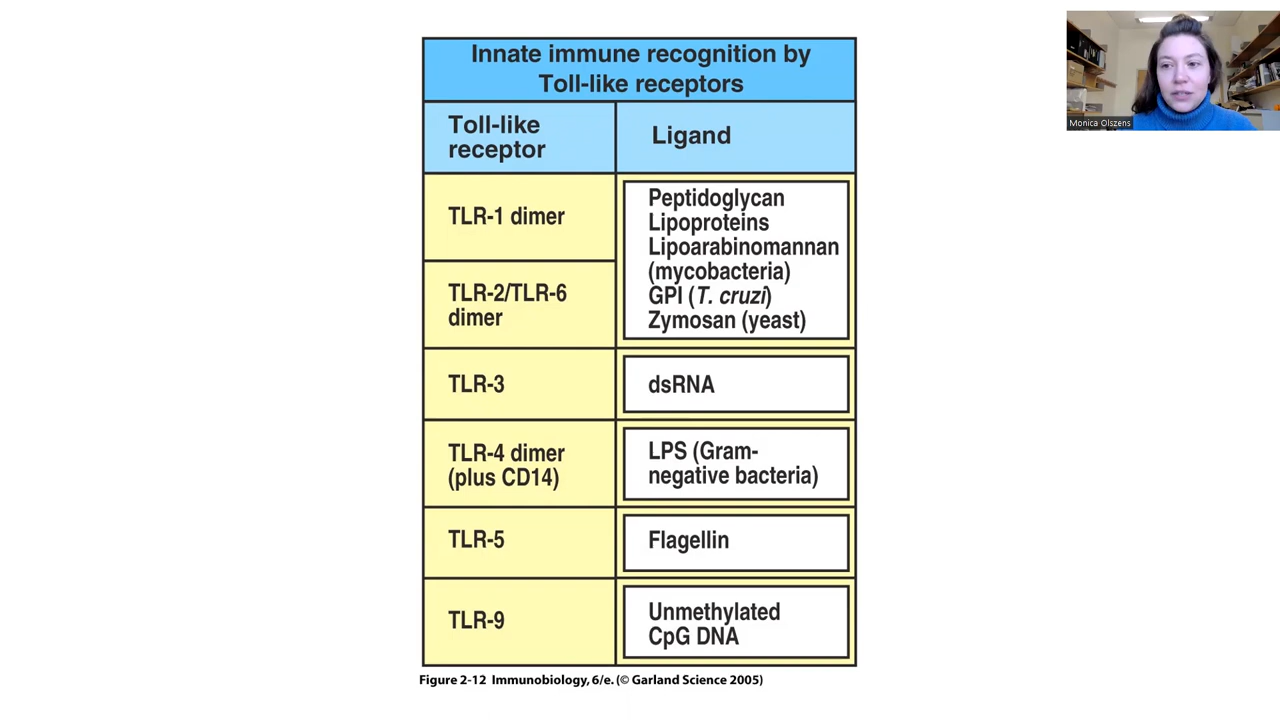 Innate immune recognition by
Toll-like receptors
Toll-like
receptor
Ligand
TLR-1 dimer
TLR-2/TLR-6
dimer
Peptidoglycan
Lipoproteins
Lipoarabinomannan
(mycobacteria)
GPI (T. cruzi)
Zymosan (yeast)
TLR-3
dsRNA
TLR-4 dimer
(plus CD14)
LPS (Gram-
negative bacteria)
TLR-5
Flagellin
TLR-9
Unmethylated
CpG DNA
Figure 2-12 Immunobiology, 6/e. (© Garland Science 2005)
Monica Olszens